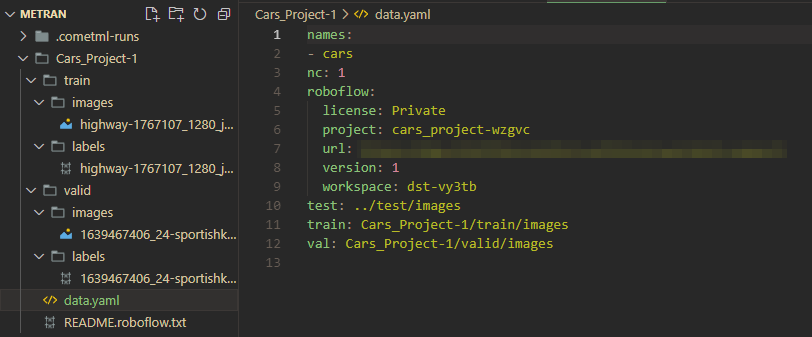 METRAN
.cometml-runs
Cars_Project-1
train
images
highway-1767107_1280_j...
labels
highway-1767107_1280_j...
valid
images
1639467406_24-sportishk...
labels
1639467406_24-sportishk...
data.yaml
README.roboflow.txt
Cars_Project-1 > data.yaml
1 names:
2 - cars
3 nc: 1
4 roboflow:
5 license: Private
6 project: cars_project-wzgvc
7 url:
8 version: 1
9 workspace: dst-vy3tb
10 test: ../test/images
11 train: Cars_Project-1/train/images
12 val: Cars_Project-1/valid/images
13